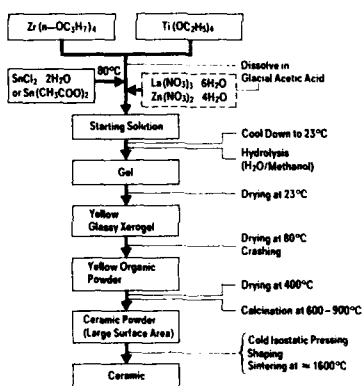 Zr(n—OC3H7)4
Ti(OC2H5)4
80°C
Dissolve in
Glacial Acetic Acid
SnCl2 2H2O
or Sn(CH3COO)2
La(NO3)3 6H2O
Zn(NO3)2 4H2O
Starting Solution
Cool Down to 23°C
Hydrolysis
(H2O/Methanol)
Gel
Drying at 23°C
Yellow
Glassy Xerogel
Drying at 80°C
Crashing
Yellow Organic
Powder
Drying at 400°C
Calcination at 600–900°C
Ceramic Powder
(Large Surface Area)
Cold Isostatic Pressing
Shaping
Sintering at ≈ 1600°C
Ceramic